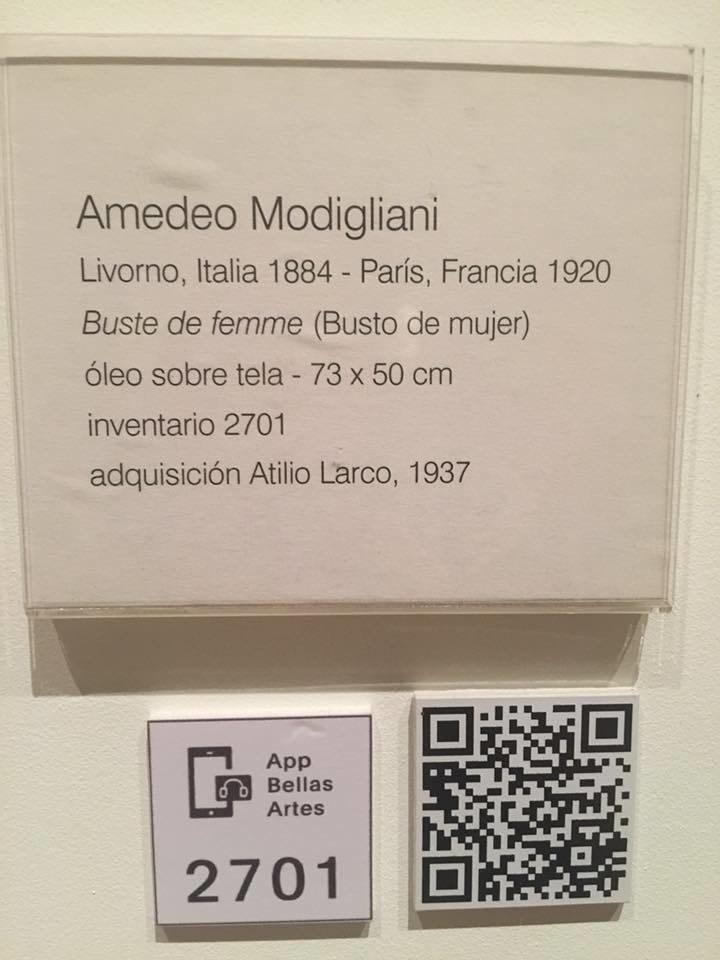 Amedeo Modigliani
Livorno, Italia 1884 - París, Francia 1920
Buste de femme (Busto de mujer)
óleo sobre tela - 73 x 50 cm
inventario 2701
adquisición Atilio Larco, 1937
App
Bellas
Artes
2701